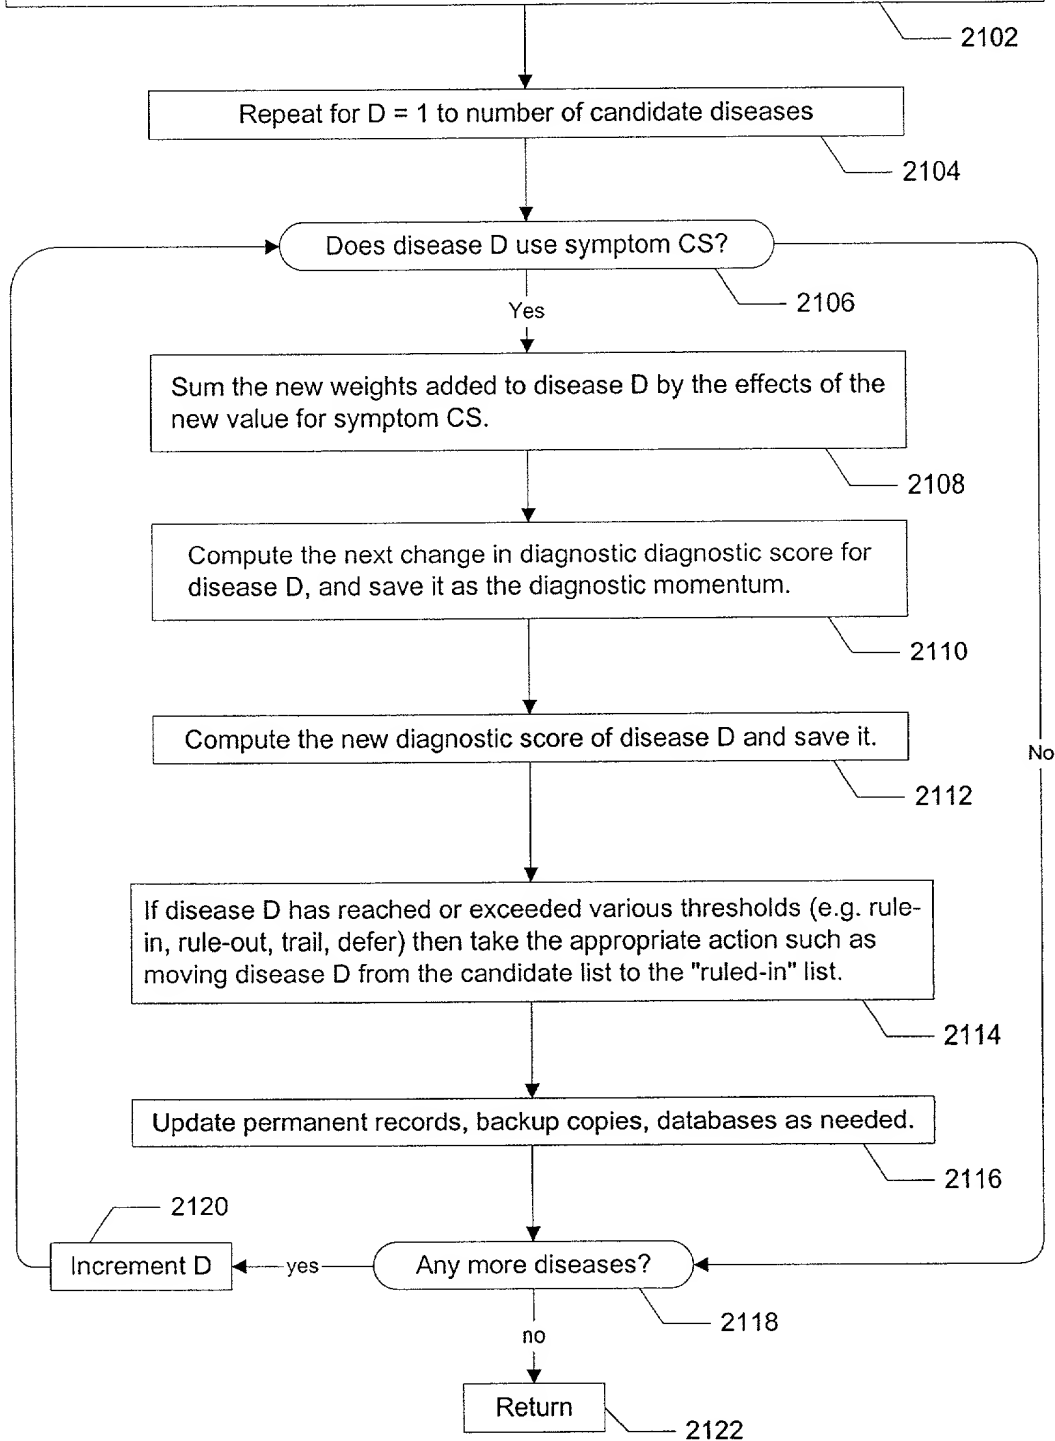 2102
Repeat for D = 1 to number of candidate diseases
2104
Does disease D use symptom CS?
2106
Yes
Sum the new weights added to disease D by the effects of the
new value for symptom CS.
2108
Compute the next change in diagnostic diagnostic score for
disease D, and save it as the diagnostic momentum.
2110
Compute the new diagnostic score of disease D and save it.
No
2112
If disease D has reached or exceeded various thresholds (e.g. rule-
in, rule-out, trail, defer) then take the appropriate action such as
moving disease D from the candidate list to the "ruled-in" list.
2114
Update permanent records, backup copies, databases as needed.
2116
2120
Increment D
yes
Any more diseases?
2118
no
Return
2122